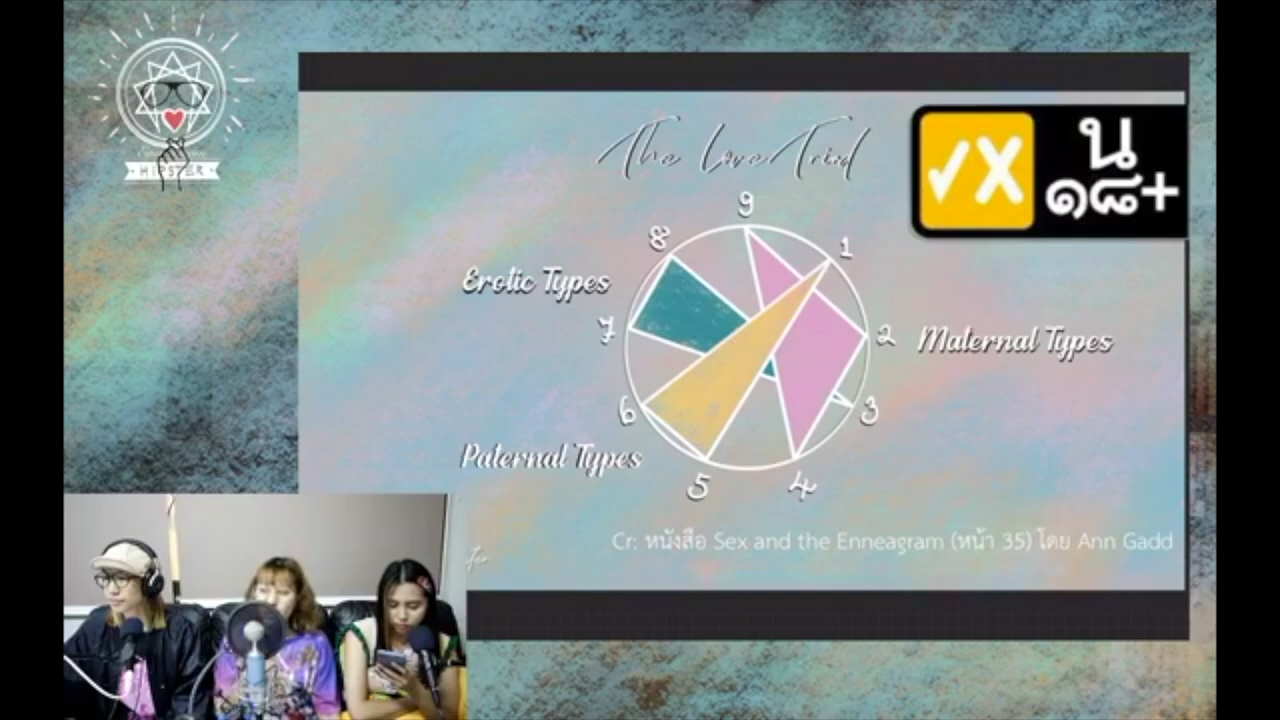 HIPSTER
The Love Triad
น
๑๘+
9
8
1
Erotic Types
7
2
Maternal Types
6
3
Paternal Types
5
4
Cr: หนังสือ Sex and the Enneagram (หน้า 35) โดย Ann Gadd